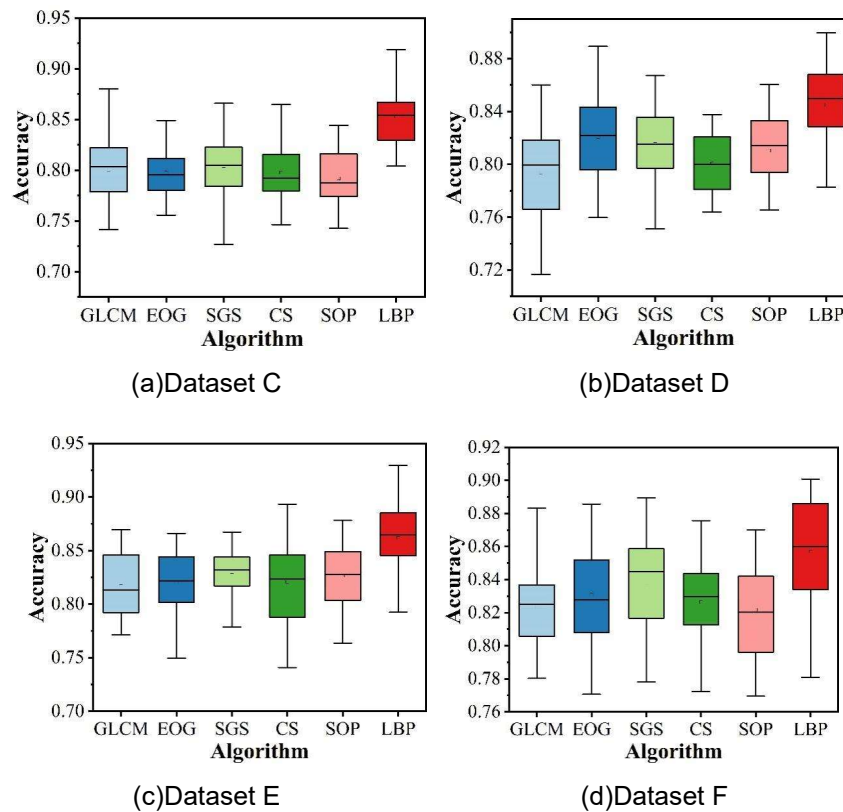 0.95
0.90
0.85
0.80
0.75
0.70
Accuracy
GLCM EOG SGS CS SOP LBP
Algorithm
(a)Dataset C
0.88
0.84
0.80
0.76
0.72
Accuracy
GLCM EOG SGS CS SOP LBP
Algorithm
(b)Dataset D
0.95
0.90
0.85
0.80
0.75
0.70
Accuracy
GLCM EOG SGS CS SOP LBP
Algorithm
(c)Dataset E
0.92
0.90
0.88
0.86
0.84
0.82
0.80
0.78
0.76
Accuracy
GLCM EOG SGS CS SOP LBP
Algorithm
(d)Dataset F